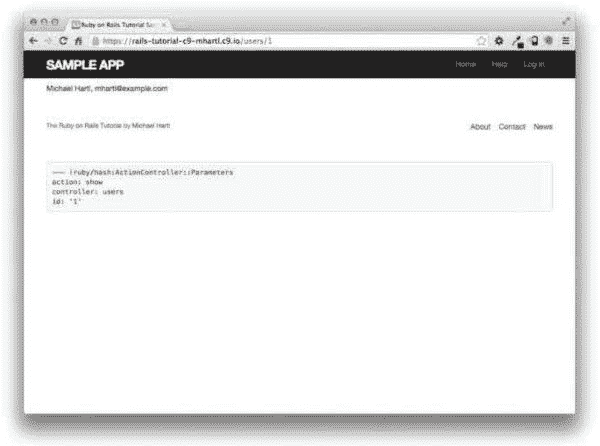 Ruby on Rails Tutorial Sam
https://rails-tutorial-c9-mhartl.c9.io/users/1
SAMPLE APP
Home Help Log in
Michael Hartl, mhartl@example.com
The Ruby on Rails Tutorial by Michael Hartl
About Contact News
--- !ruby/hash:ActionController::Parameters
action: show
controller: users
id: '1'